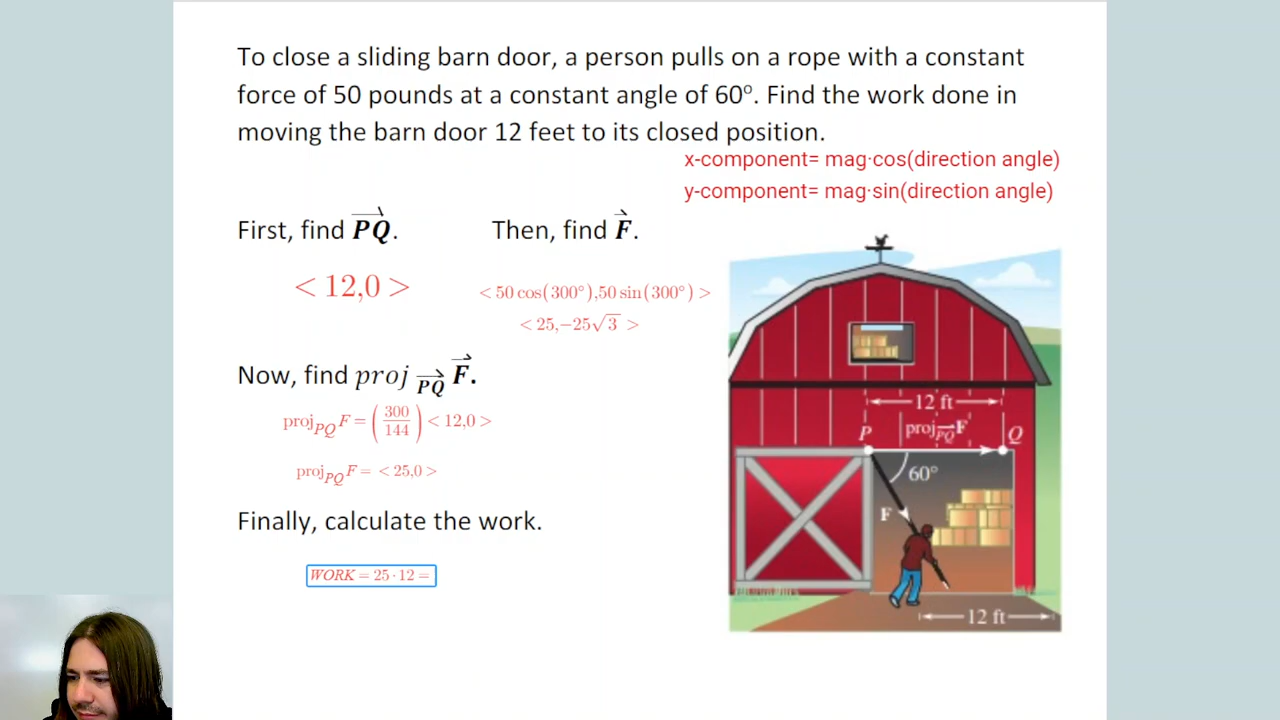 To close a sliding barn door, a person pulls on a rope with a constant
force of 50 pounds at a constant angle of 60°. Find the work done in
moving the barn door 12 feet to its closed position.
x-component= mag·cos(direction angle)
y-component= mag·sin(direction angle)
First, find PQ.
Then, find F.
< 12,0 >
< 50 cos(300°),50 sin(300°) >
< 25,−25√3 >
Now, find proj PQ F.
proj PQ F = (300/144) < 12,0 >
proj PQ F = < 25,0 >
Finally, calculate the work.
WORK = 25 · 12 =
12 ft
P
proj PQ F
Q
60°
F
12 ft